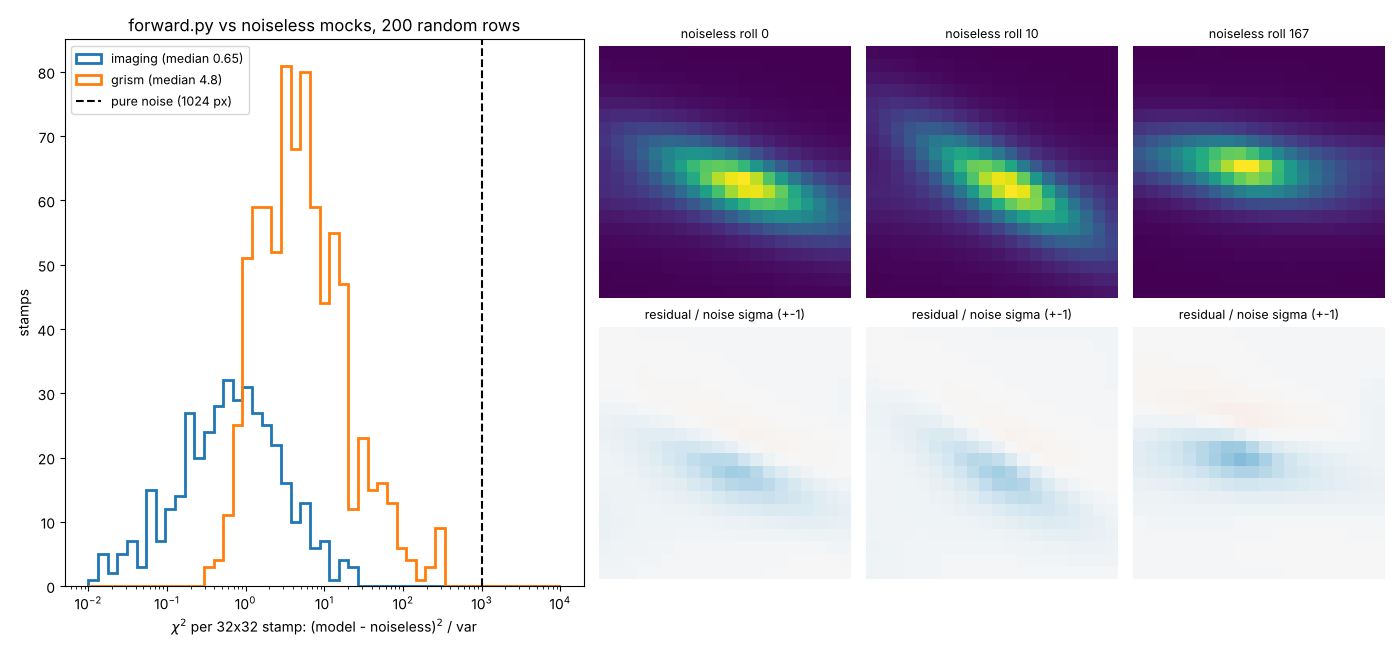 forward.py vs noiseless mocks, 200 random rows
imaging (median 0.65)
grism (median 4.8)
pure noise (1024 px)
stamps
80
70
60
50
40
30
20
10
0
10⁻² 10⁻¹ 10⁰ 10¹ 10² 10³ 10⁴
χ² per 32x32 stamp: (model - noiseless)² / var
noiseless roll 0
noiseless roll 10
noiseless roll 167
residual / noise sigma (+-1)
residual / noise sigma (+-1)
residual / noise sigma (+-1)